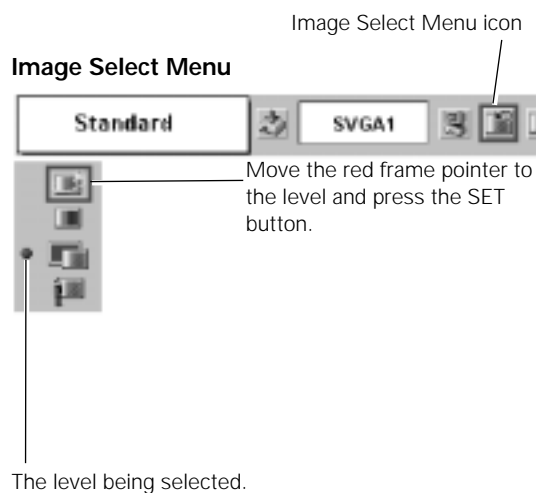 Image Select Menu icon
Image Select Menu
Standard
SVGA1
Move the red frame pointer to
the level and press the SET
button.
The level being selected.